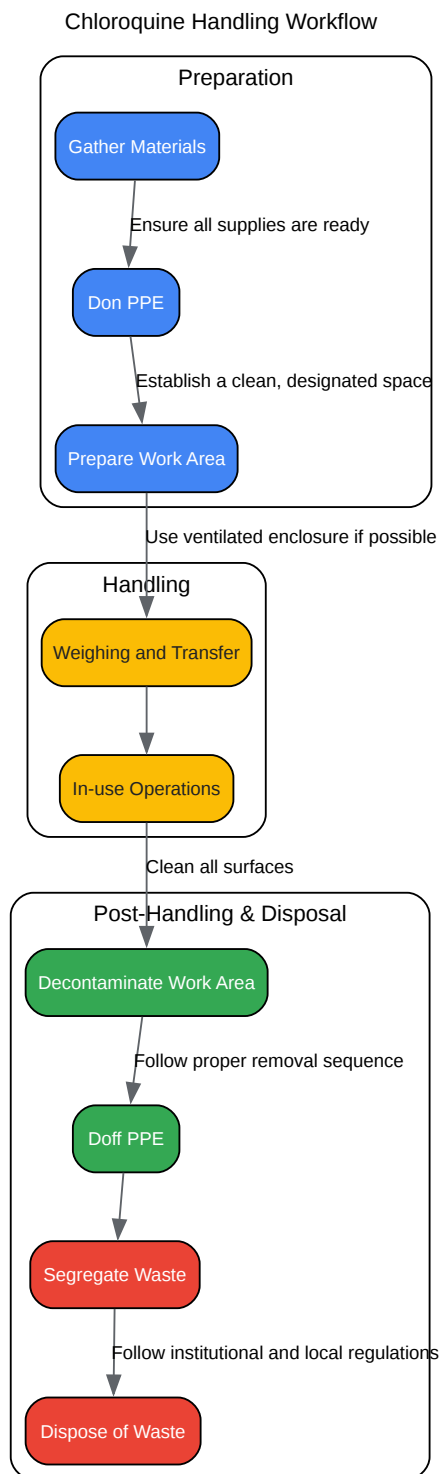 Chloroquine Handling Workflow
Preparation
Gather Materials
Ensure all supplies are ready
Don PPE
Establish a clean, designated space
Prepare Work Area
Use ventilated enclosure if possible
Handling
Weighing and Transfer
In-use Operations
Clean all surfaces
Post-Handling & Disposal
Decontaminate Work Area
Follow proper removal sequence
Doff PPE
Segregate Waste
Follow institutional and local regulations
Dispose of Waste